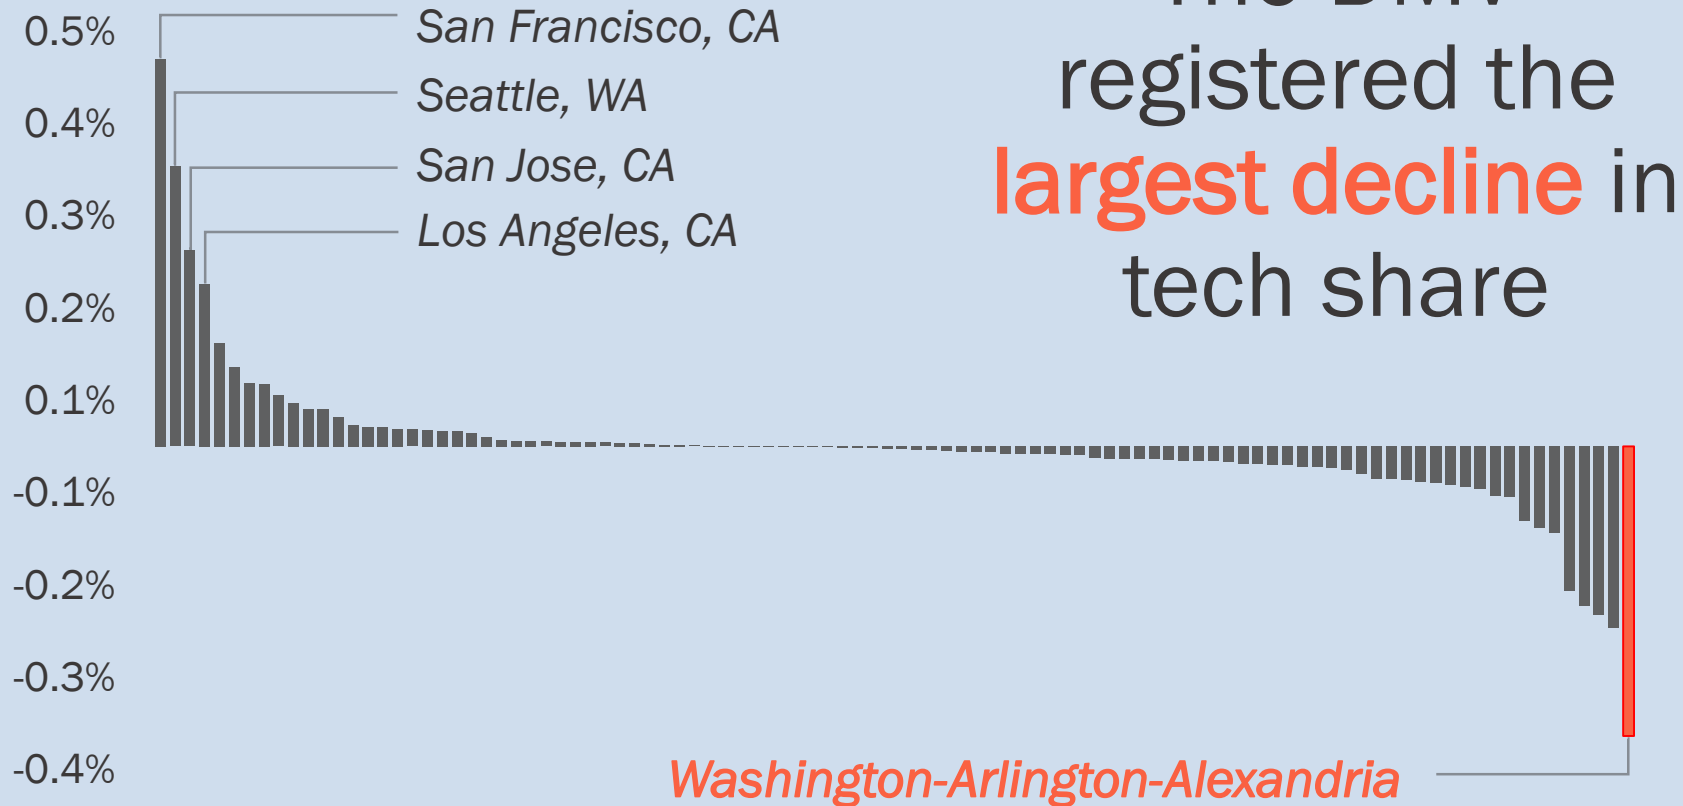 The DMV
registered the
largest decline in
tech share
0.5%
0.4%
0.3%
0.2%
0.1%
-0.1%
-0.2%
-0.3%
-0.4%
San Francisco, CA
Seattle, WA
San Jose, CA
Los Angeles, CA
Washington-Arlington-Alexandria